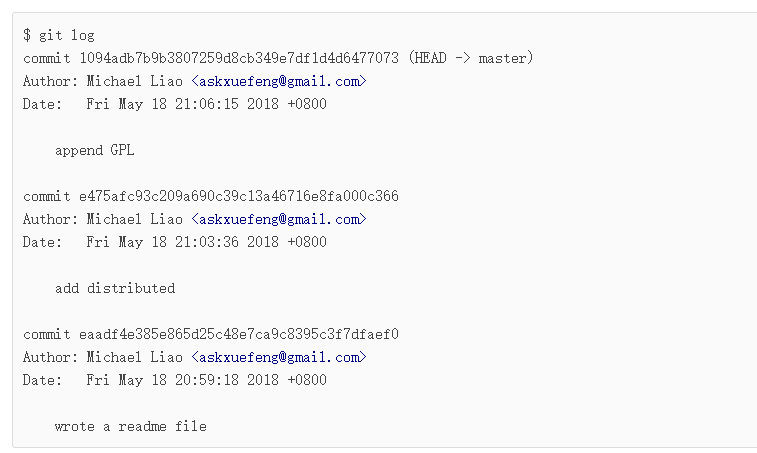 $ git log
commit 1094adb7b9b3807259d8cb349e7df1d4d6477073 (HEAD -> master)
Author: Michael Liao <askxuefeng@gmail.com>
Date:   Fri May 18 21:06:15 2018 +0800
append GPL
commit e475afc93c209a690c39c13a46716e8fa000c366
Author: Michael Liao <askxuefeng@gmail.com>
Date:   Fri May 18 21:03:36 2018 +0800
add distributed
commit eaadf4e385e865d25c48e7ca9c8395c3f7dfaef0
Author: Michael Liao <askxuefeng@gmail.com>
Date:   Fri May 18 20:59:18 2018 +0800
wrote a readme file